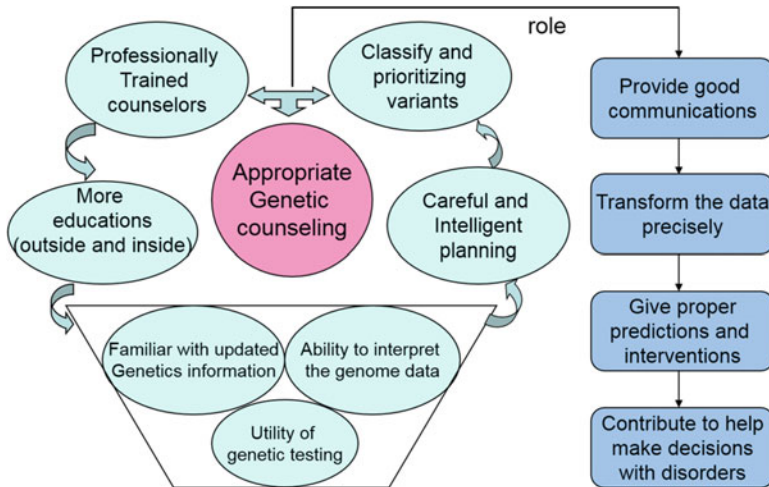 role
Professionally
Trained
counselors
Classify and
prioritizing
variants
Appropriate
Genetic
counseling
More
educations
(outside and inside)
Careful and
Intelligent
planning
Familiar with updated
Genetics information
Ability to interpret
the genome data
Utility of
genetic testing
Provide good
communications
Transform the data
precisely
Give proper
predictions and
interventions
Contribute to help
make decisions
with disorders